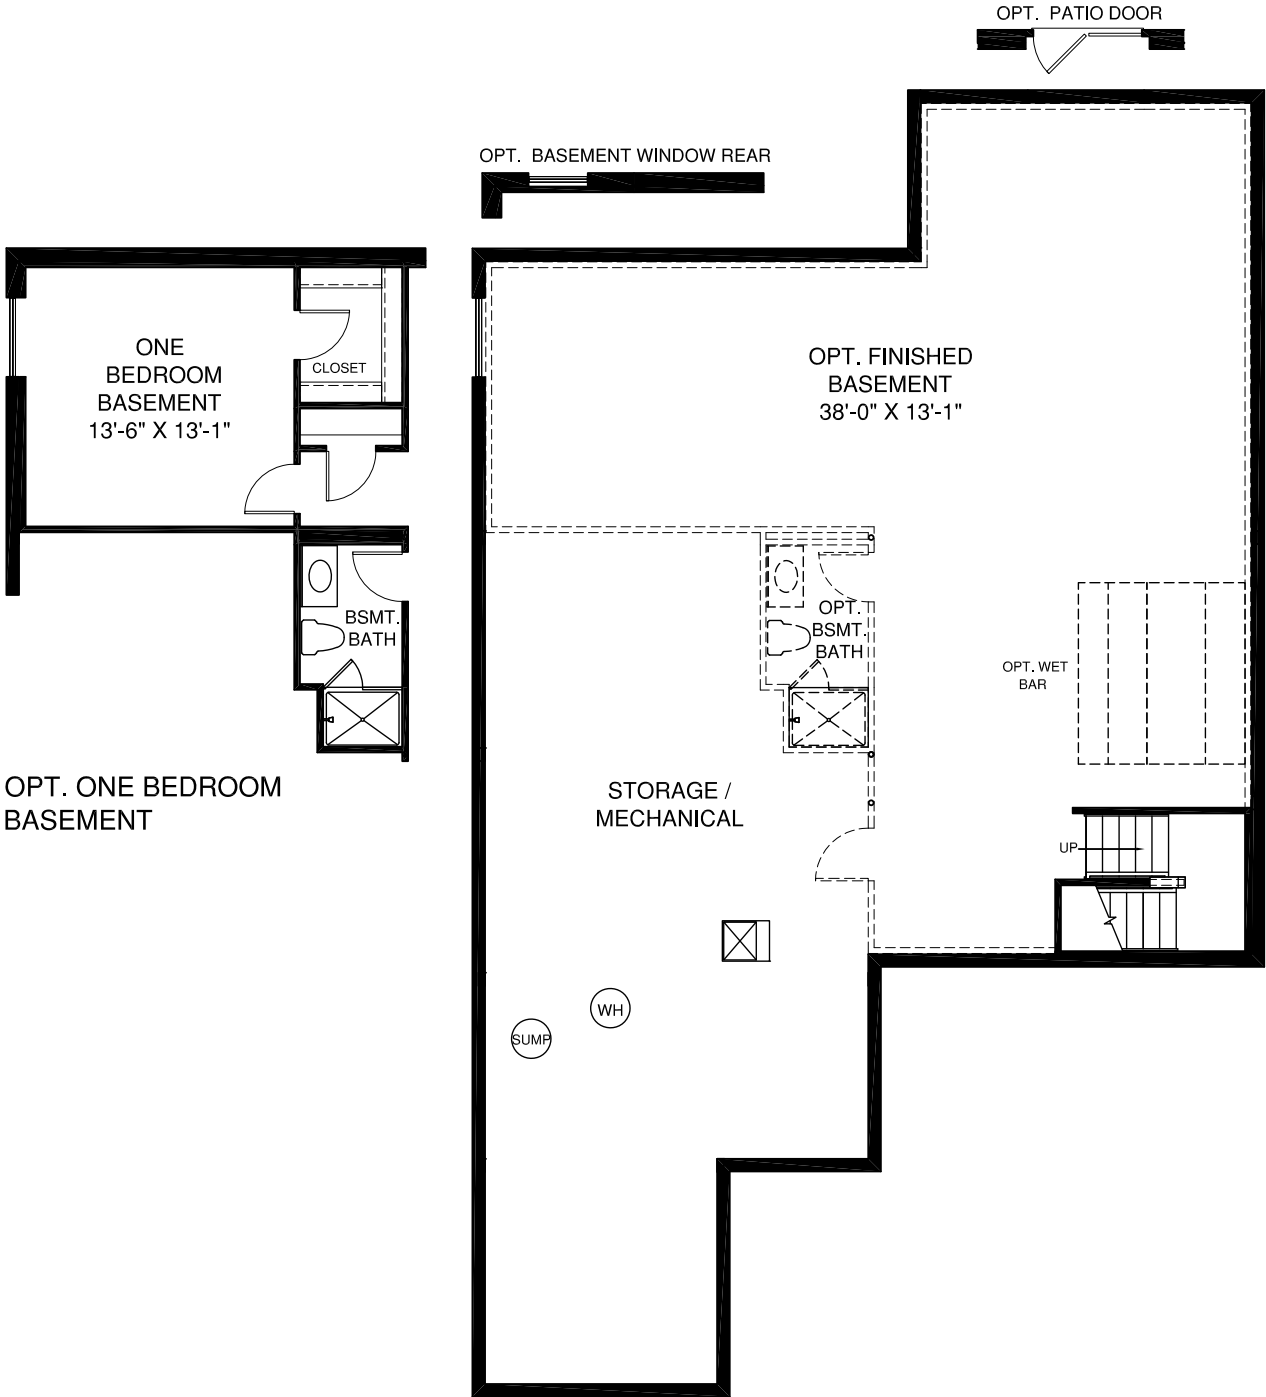 OPT. PATIO DOOR
OPT. BASEMENT WINDOW REAR
ONE
BEDROOM
BASEMENT
13'-6" X 13'-1"
CLOSET
OPT. FINISHED
BASEMENT
38'-0" X 13'-1"
BSMT.
BATH
OPT.
BSMT.
BATH
OPT. WET
BAR
OPT. ONE BEDROOM
BASEMENT
STORAGE /
MECHANICAL
UP
WH
SUMP